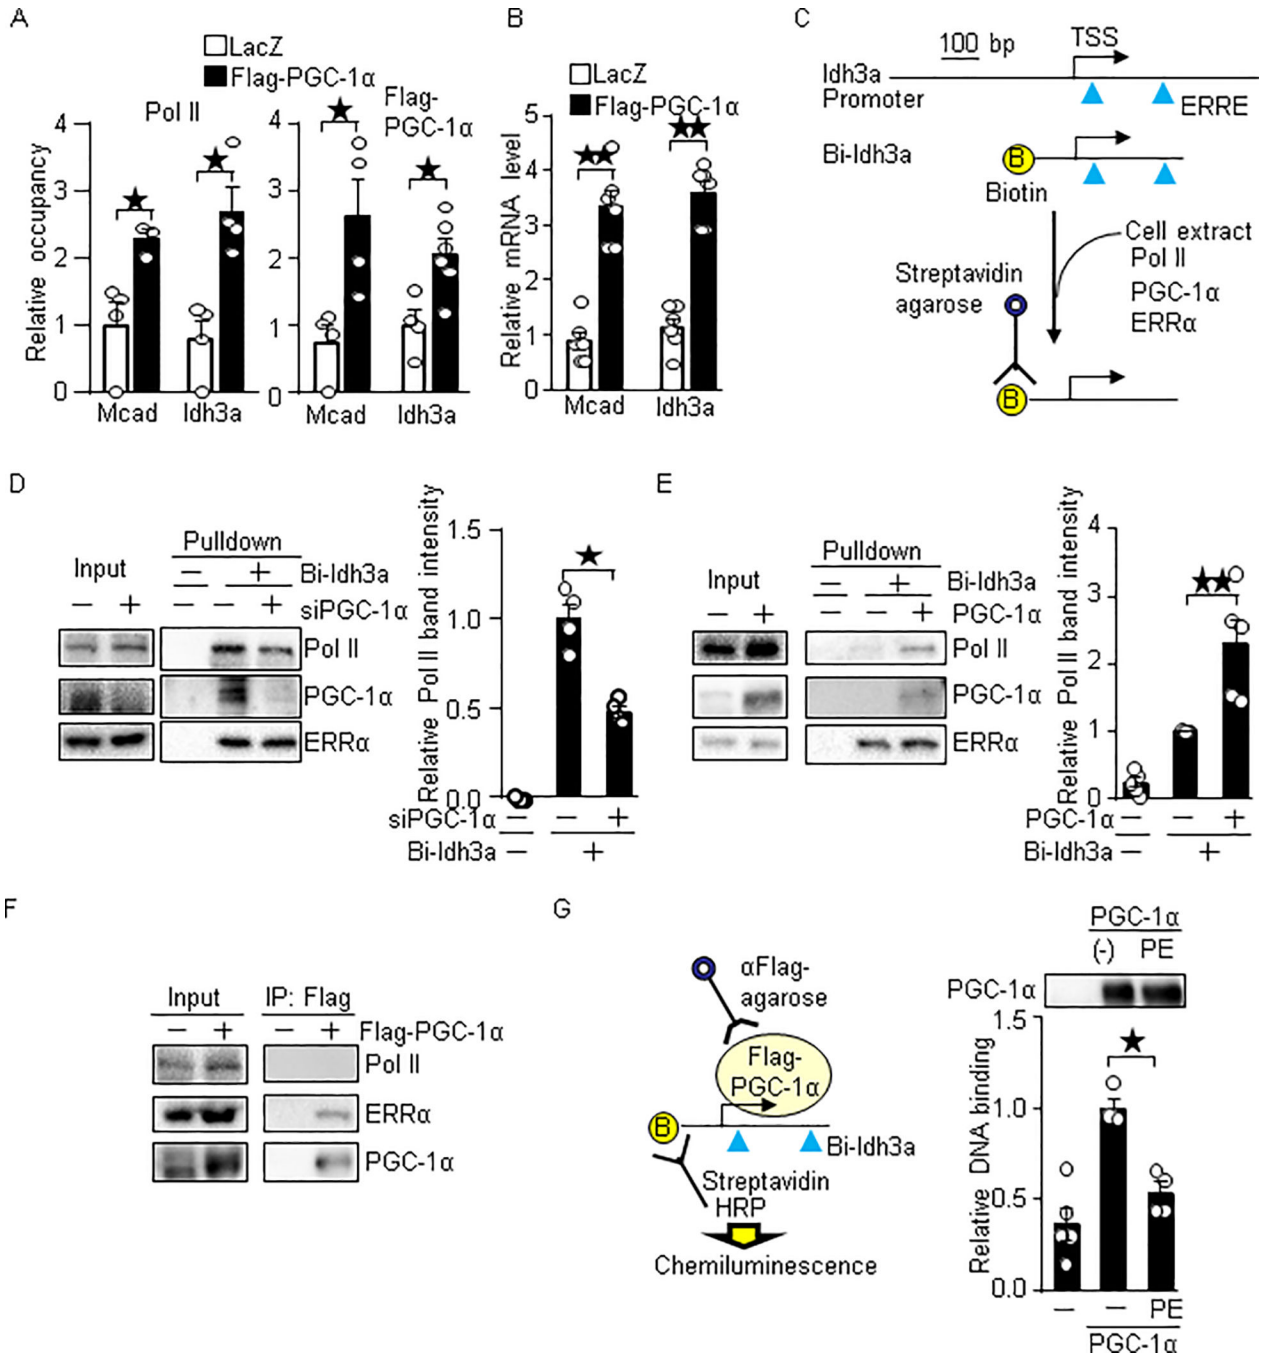 A
LacZ
Flag-PGC-1α
Pol II
Flag-
PGC-1α
Relative occupancy
4
3
2
1
0
4
3
2
1
0
Mcad
Idh3a
Mcad
Idh3a
B
LacZ
Flag-PGC-1α
Relative mRNA level
5
4
3
2
1
0
Mcad
Idh3a
C
100 bp
TSS
Idh3a
Promoter
ERRE
Bi-Idh3a
B
Biotin
Cell extract
Pol II
PGC-1α
ERRα
Streptavidin
agarose
B
D
Input
Pulldown
— + Bi-Idh3a
— + — — + siPGC-1α
Pol II
PGC-1α
ERRα
Relative Pol II band intensity
1.5
1.0
0.5
0.0
siPGC-1α — — +
Bi-Idh3a — +
E
Input
Pulldown
— + Bi-Idh3a
— + — — + PGC-1α
Pol II
PGC-1α
ERRα
Relative Pol II band intensity
4
3
2
1
0
PGC-1α — — +
Bi-Idh3a — +
F
Input IP: Flag
— + — + Flag-PGC-1α
Pol II
ERRα
PGC-1α
G
αFlag-
agarose
Flag-
PGC-1α
B
Bi-Idh3a
Streptavidin
HRP
Chemiluminescence
PGC-1α
(-) PE
PGC-1α
Relative DNA binding
1.5
1.0
0.5
0.0
— — PE
PGC-1α